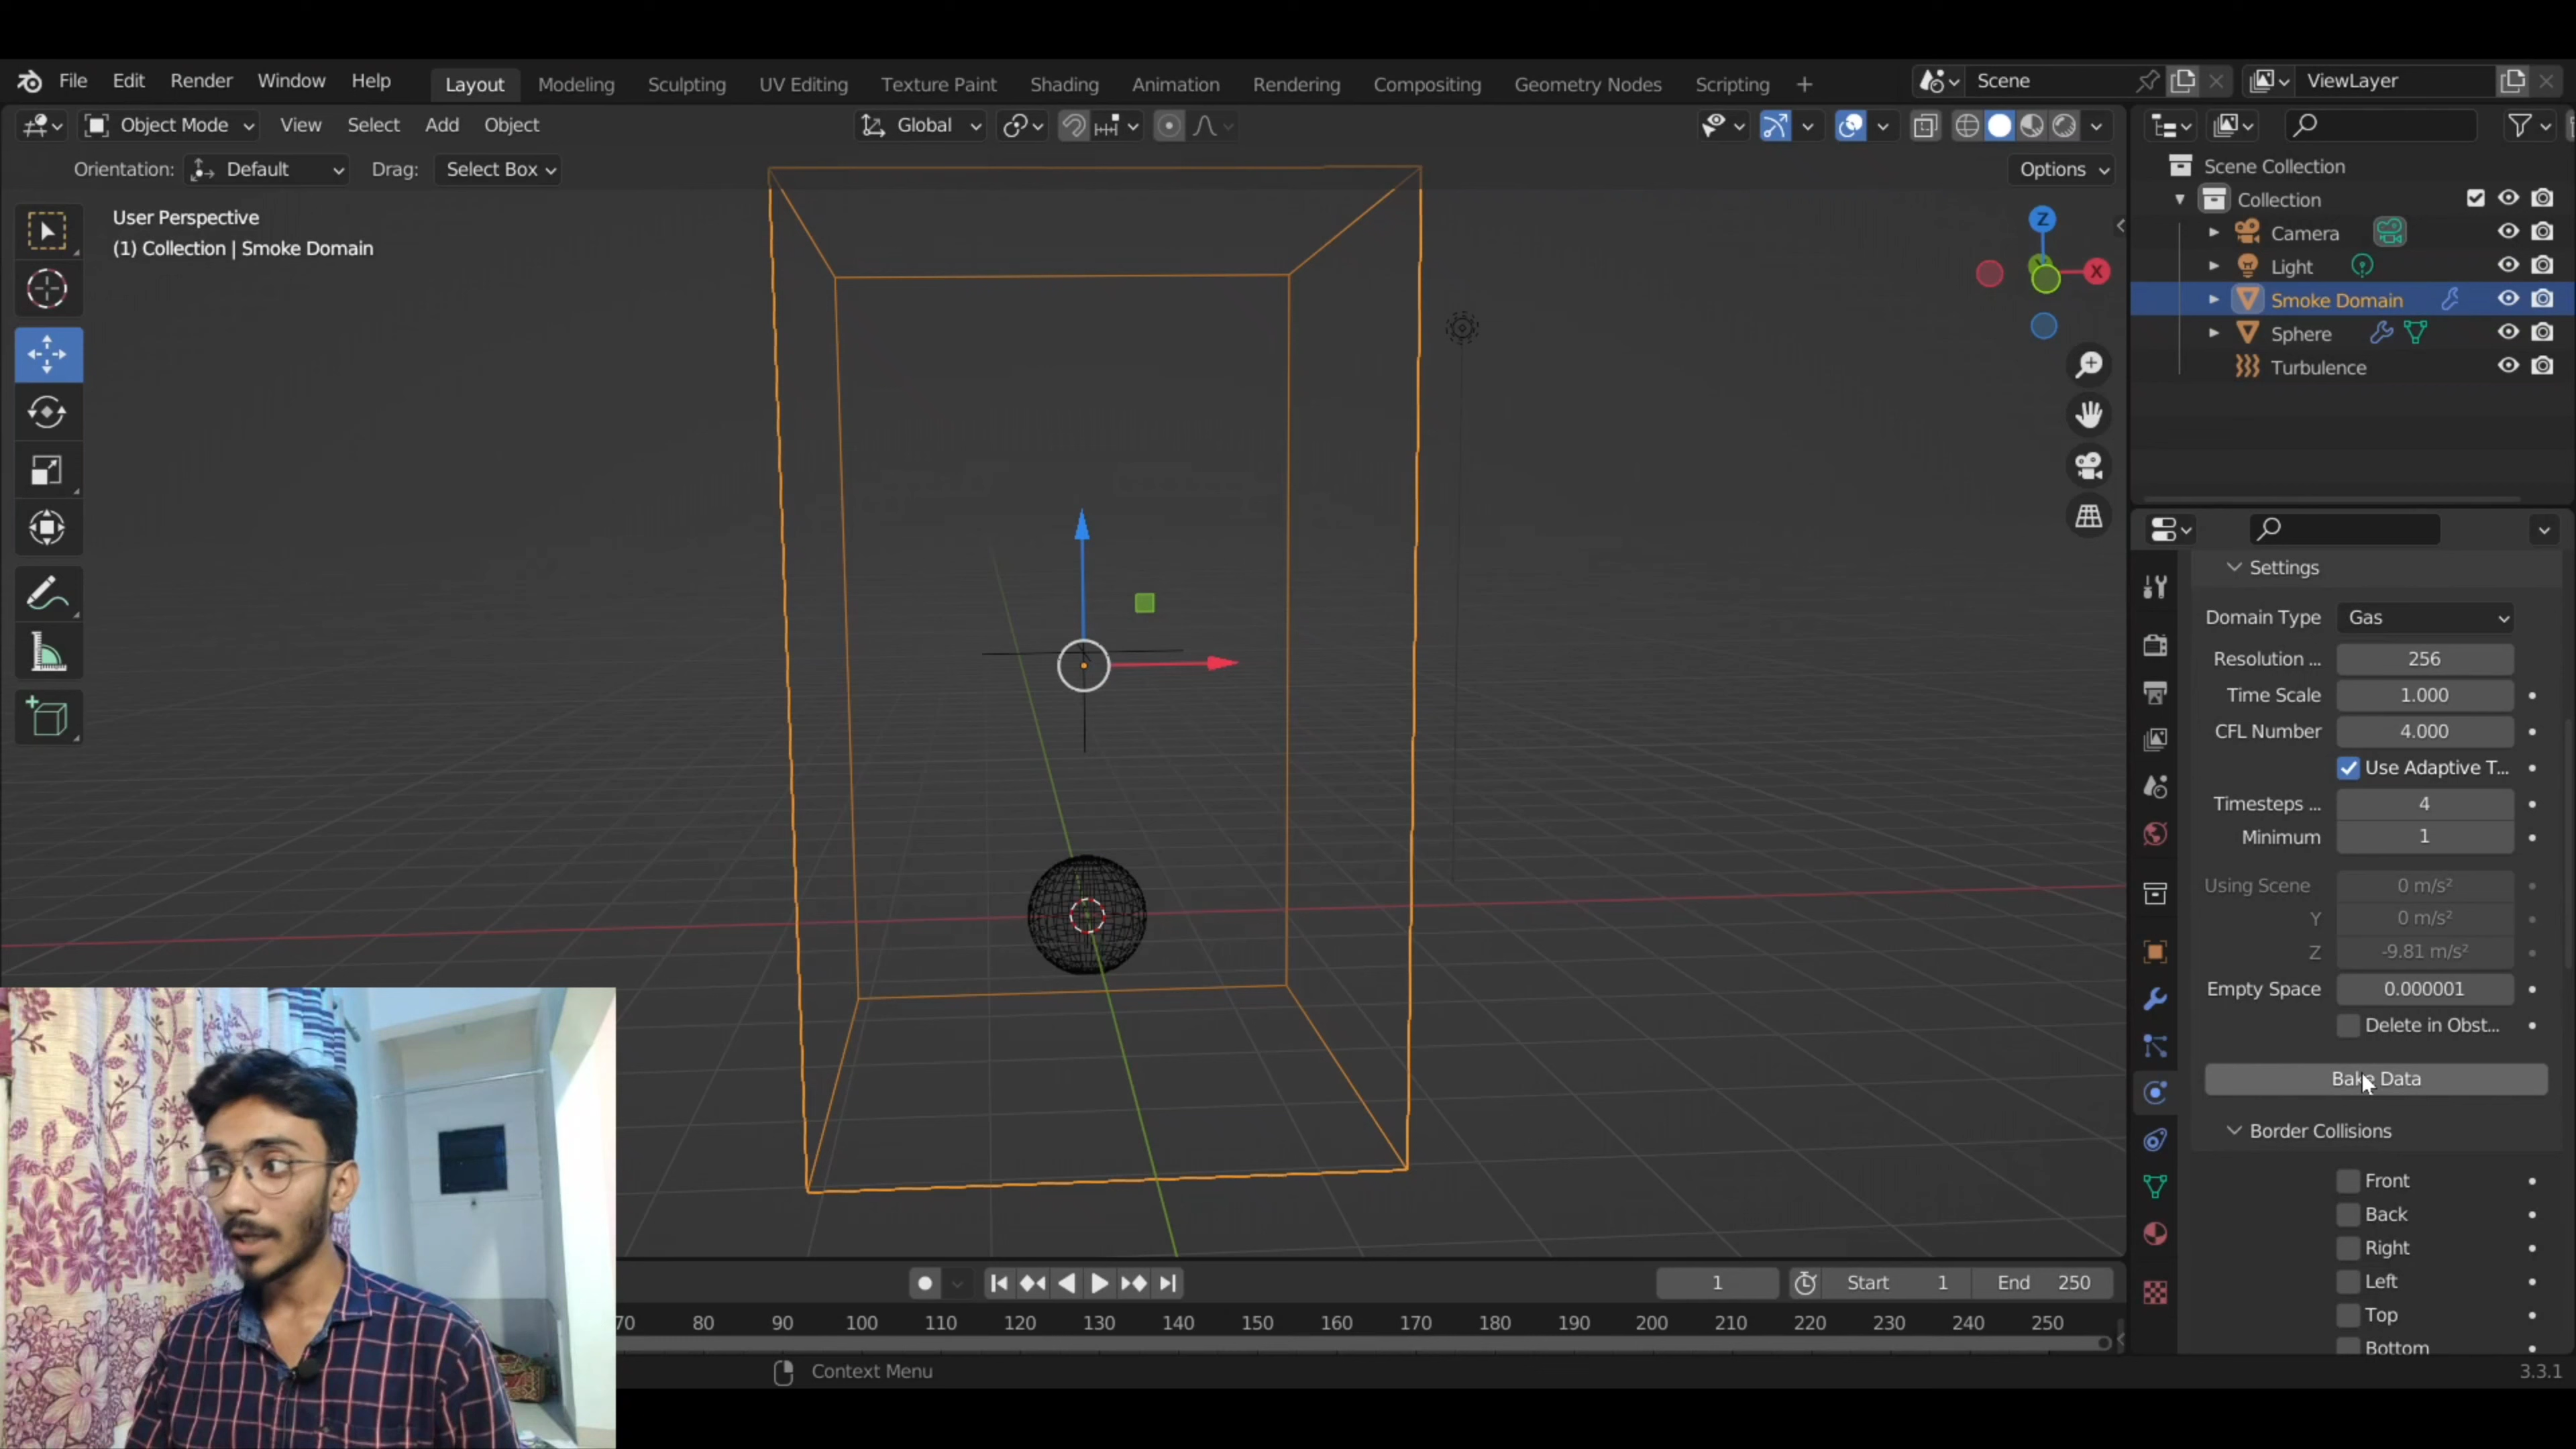 File Edit Render Window Help Layout Modeling Sculpting UV Editing Texture Paint Shading Animation Rendering Compositing Geometry Nodes Scripting + Scene ViewLayer
Object Mode View Select Add Object Global
Orientation: Default Drag: Select Box Options
User Perspective
(1) Collection | Smoke Domain
Z
X
Scene Collection
Collection
Camera
Light
Smoke Domain
Sphere
Turbulence
Settings
Domain Type Gas
Resolution ... 256
Time Scale 1.000
CFL Number 4.000
Use Adaptive T...
Timesteps ... 4
Minimum 1
Using Scene 0 m/s²
Y 0 m/s²
Z -9.81 m/s²
Empty Space 0.000001
Delete in Obst...
Bake Data
Border Collisions
Front
Back
Right
Left
Top
Bottom
1 Start 1 End 250
70 80 90 100 110 120 130 140 150 160 170 180 190 200 210 220 230 240 250
Context Menu
3.3.1